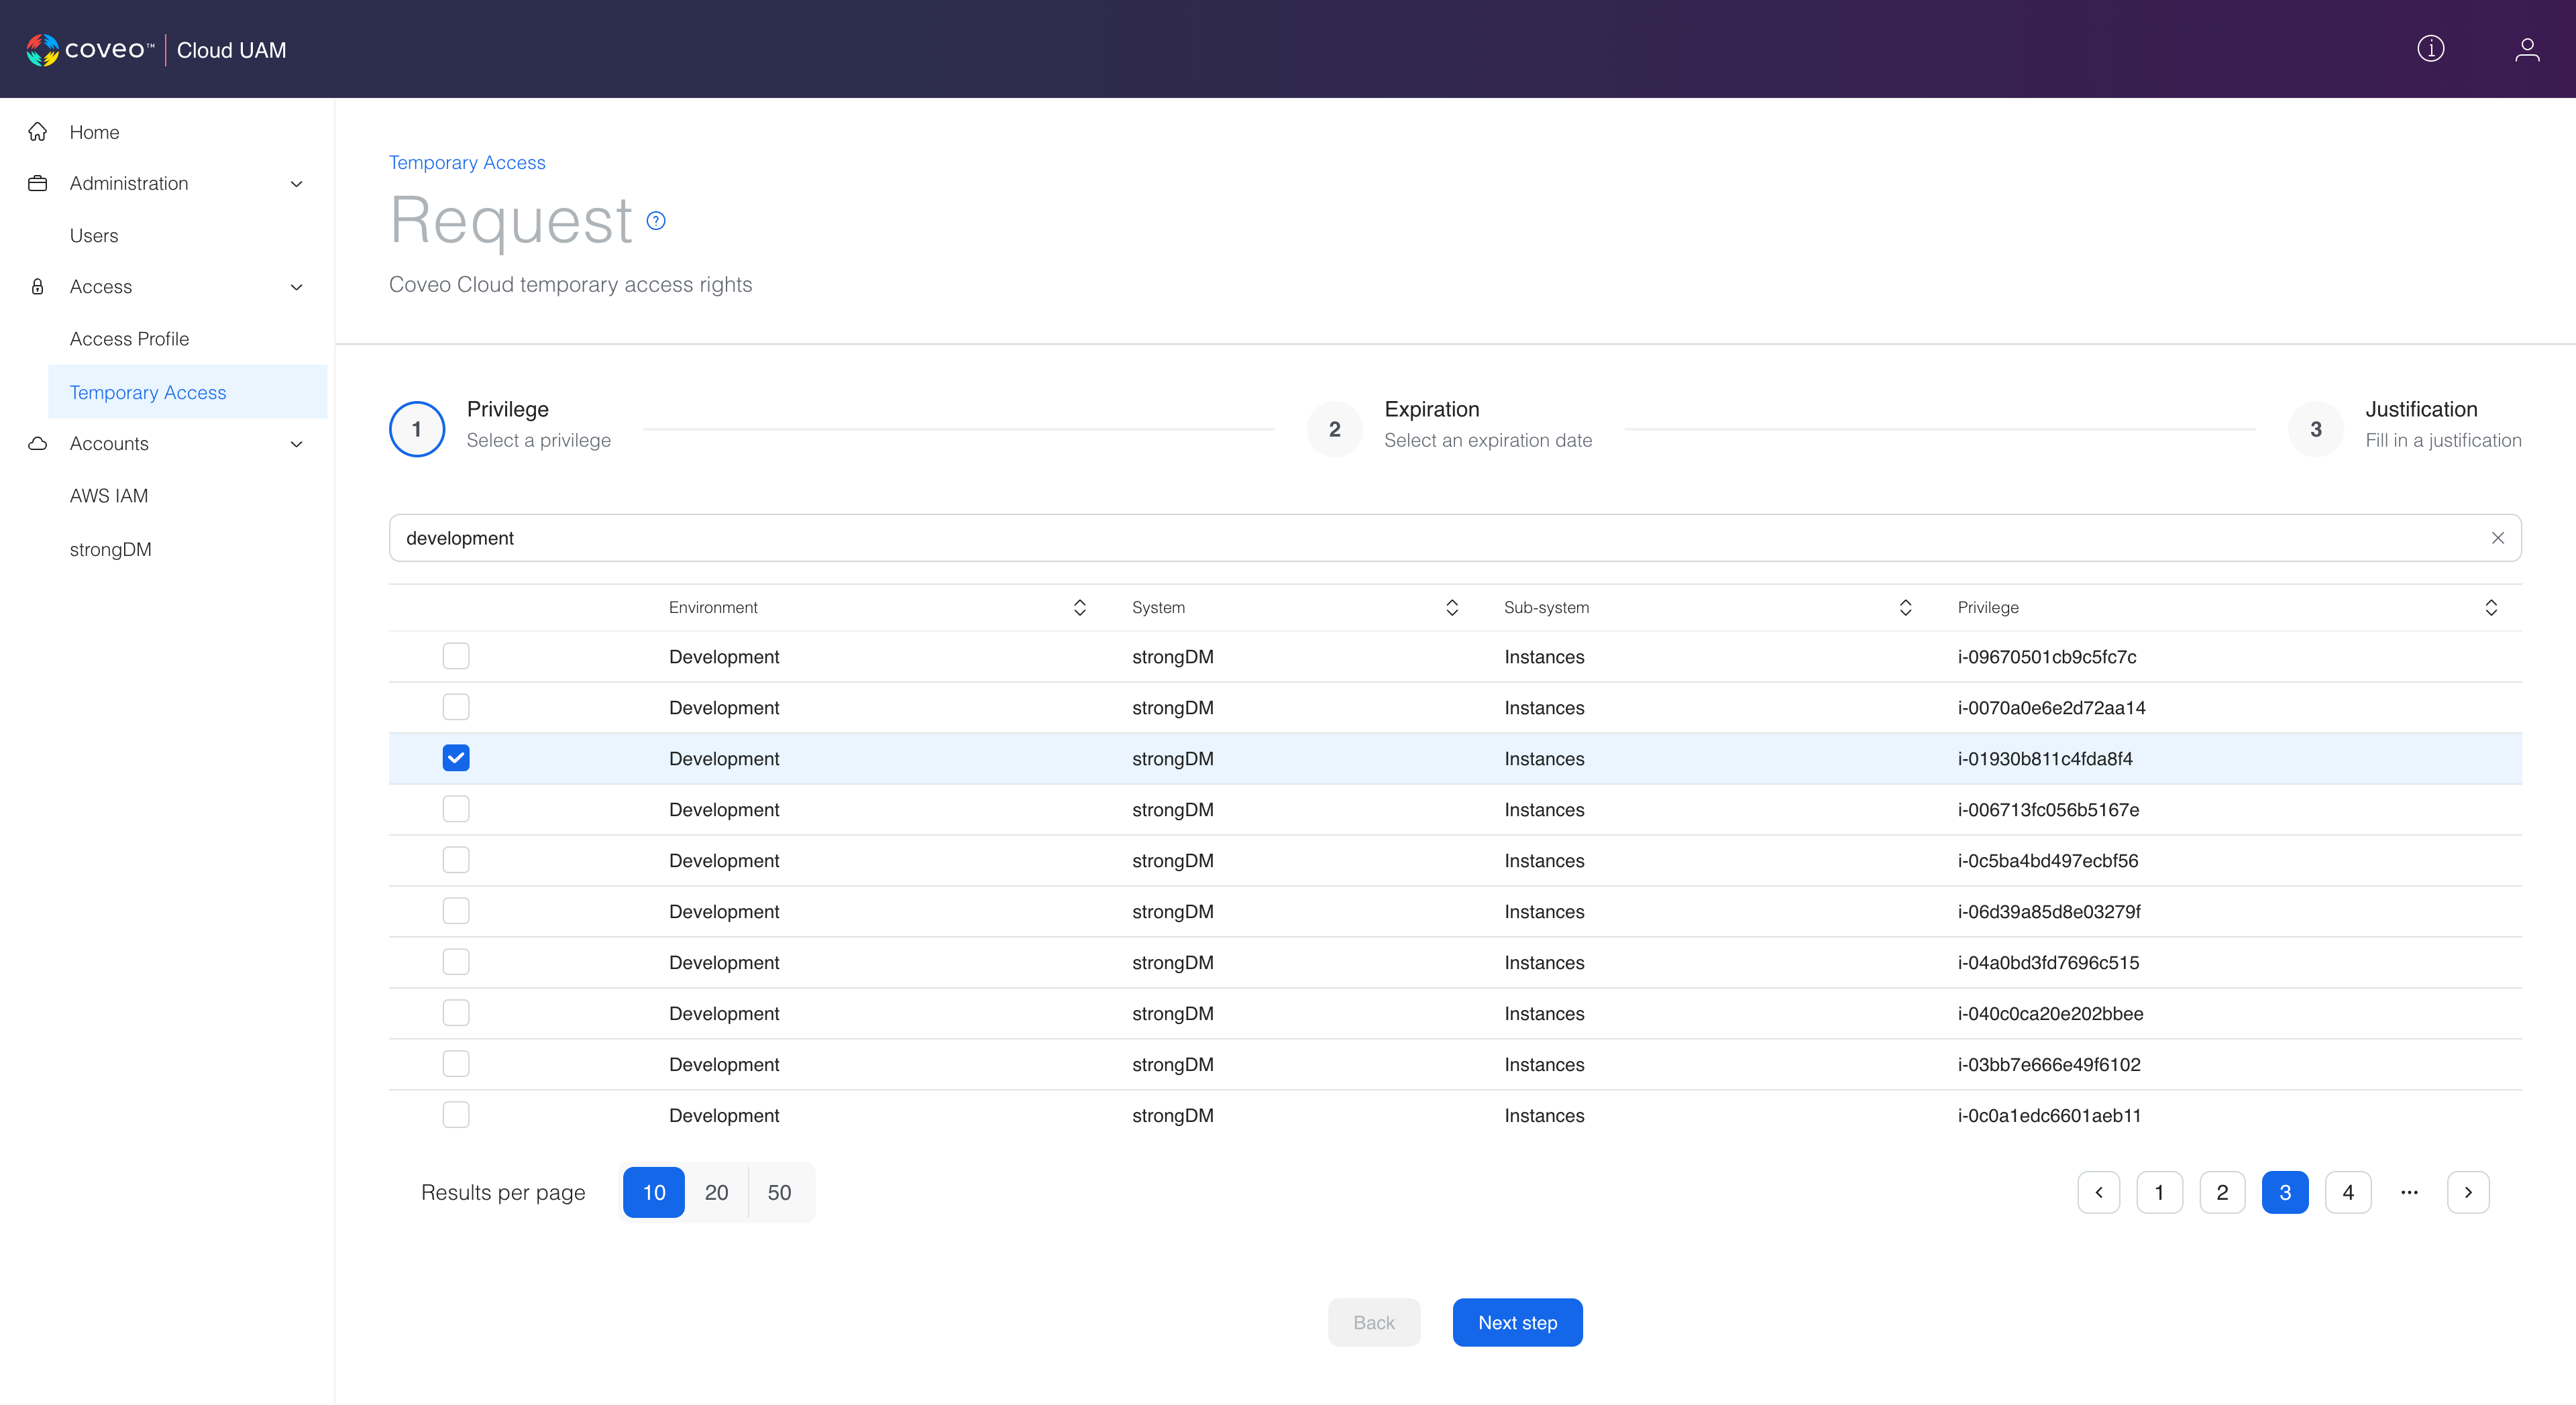 coveo™ | Cloud UAM
Home
Administration
Users
Access
Access Profile
Temporary Access
Accounts
AWS IAM
strongDM
Temporary Access
Request
Coveo Cloud temporary access rights
1 Privilege
Select a privilege
2 Expiration
Select an expiration date
3 Justification
Fill in a justification
development
Environment System Sub-system Privilege
Development strongDM Instances i-09670501cb9c5fc7c
Development strongDM Instances i-0070a0e6e2d72aa14
Development strongDM Instances i-01930b811c4fda8f4
Development strongDM Instances i-006713fc056b5167e
Development strongDM Instances i-0c5ba4bd497ecbf56
Development strongDM Instances i-06d39a85d8e03279f
Development strongDM Instances i-04a0bd3fd7696c515
Development strongDM Instances i-040c0ca20e202bbee
Development strongDM Instances i-03bb7e666e49f6102
Development strongDM Instances i-0c0a1edc6601aeb11
Results per page 10 20 50
1 2 3 4 ...
Back Next step